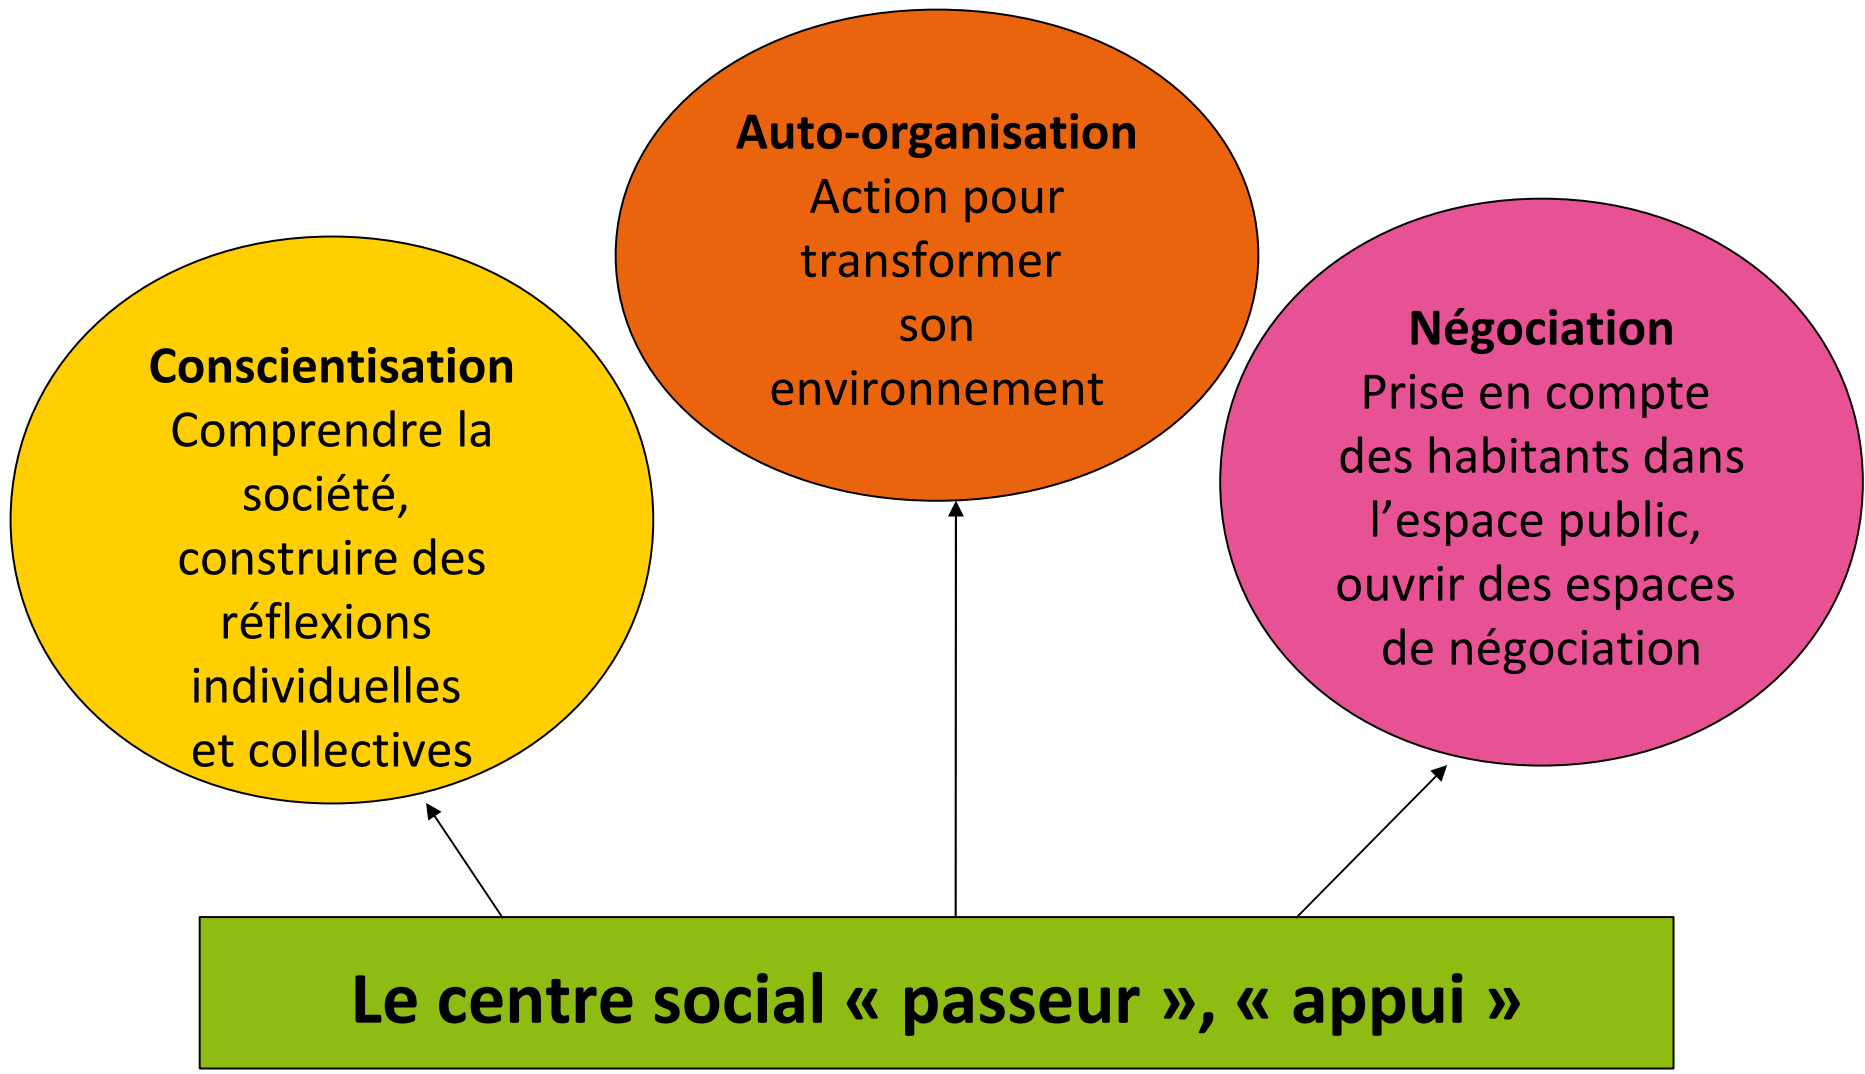 Auto-organisation
Action pour
transformer
son
environnement
Conscientisation
Comprendre la
société,
construire des
réflexions
individuelles
et collectives
Négociation
Prise en compte
des habitants dans
l’espace public,
ouvrir des espaces
de négociation
Le centre social « passeur », « appui »